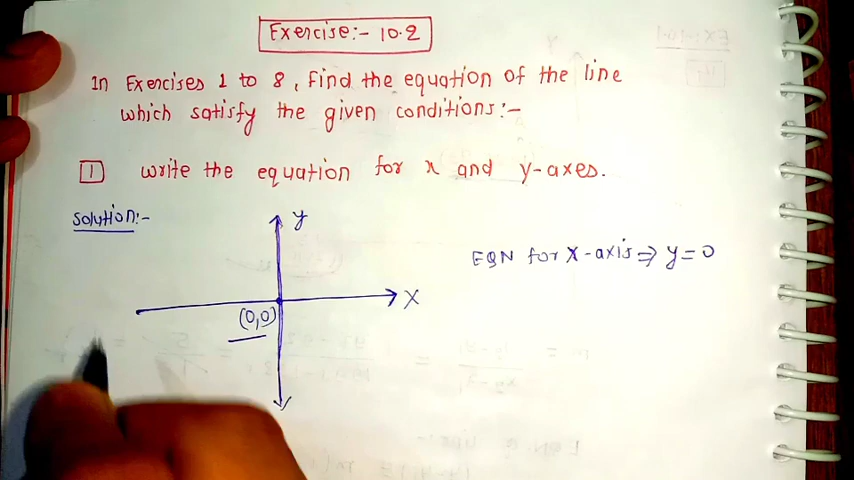 Exercise:- 10.2
In Exercises 1 to 8, Find the equation of the line
which satisfy the given conditions:-
1 write the equation for x and y-axes.
Solution:-
y
EQN for X-axis ⇒ y=0
X
(0,0)